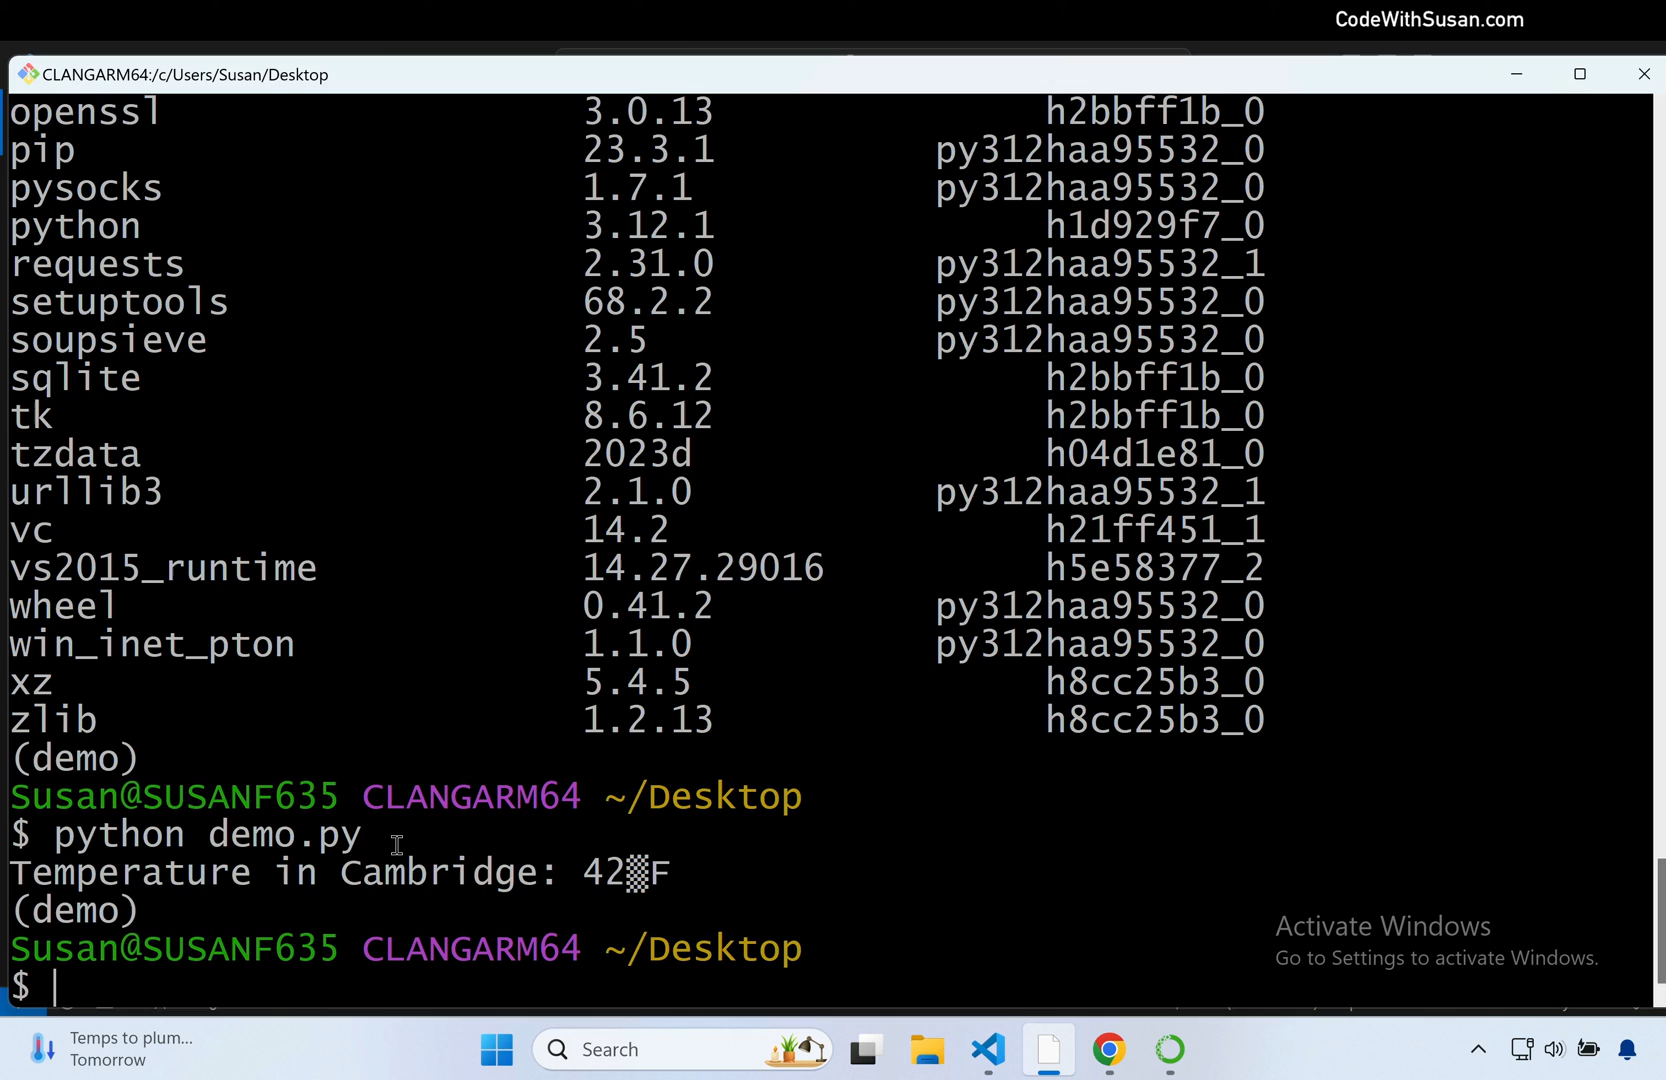 CodeWithSusan.com
CLANGARM64:/c/Users/Susan/Desktop
openssl 3.0.13 h2bbff1b_0
pip 23.3.1 py312haa95532_0
pysocks 1.7.1 py312haa95532_0
python 3.12.1 h1d929f7_0
requests 2.31.0 py312haa95532_1
setuptools 68.2.2 py312haa95532_0
soupsieve 2.5 py312haa95532_0
sqlite 3.41.2 h2bbff1b_0
tk 8.6.12 h2bbff1b_0
tzdata 2023d h04d1e81_0
urllib3 2.1.0 py312haa95532_1
vc 14.2 h21ff451_1
vs2015_runtime 14.27.29016 h5e58377_2
wheel 0.41.2 py312haa95532_0
win_inet_pton 1.1.0 py312haa95532_0
xz 5.4.5 h8cc25b3_0
zlib 1.2.13 h8cc25b3_0
(demo)
Susan@SUSANF635 CLANGARM64 ~/Desktop
$ python demo.py
Temperature in Cambridge: 42▒F
(demo)
Susan@SUSANF635 CLANGARM64 ~/Desktop
$
Activate Windows
Go to Settings to activate Windows.
Temps to plum...
Tomorrow
Search